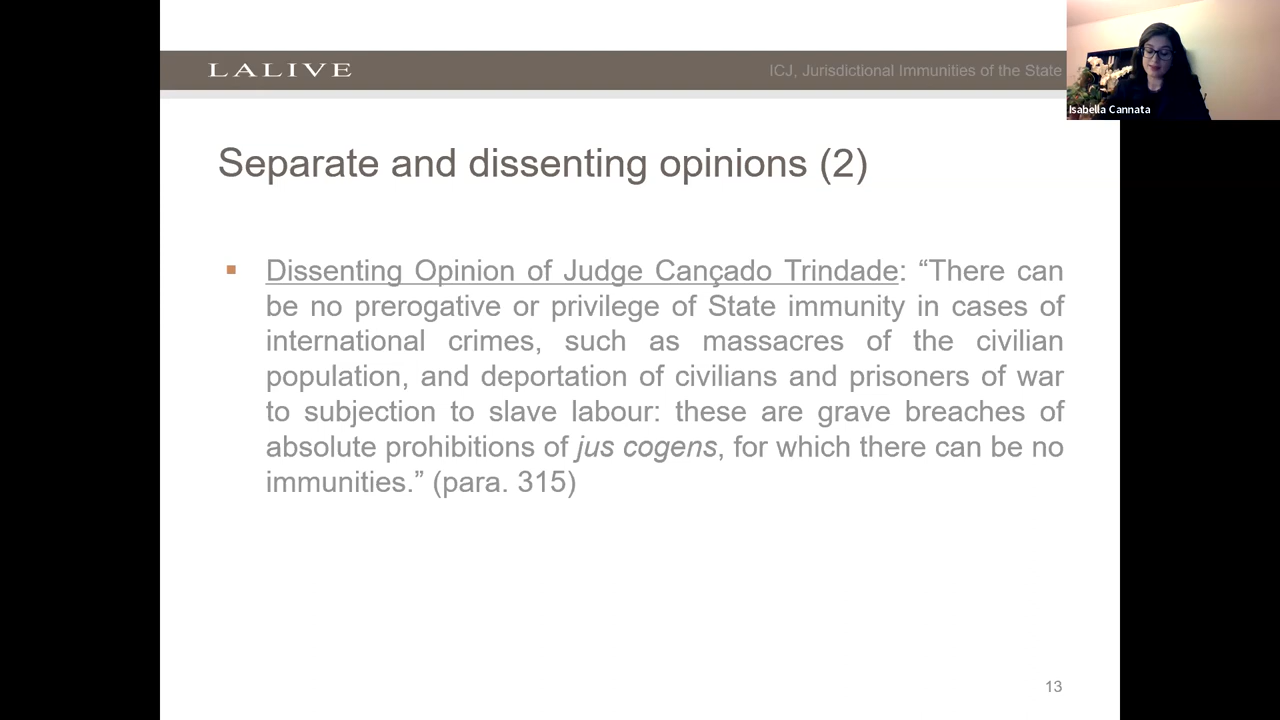 LALIVE
ICJ, Jurisdictional Immunities of the State
Isabella Cannata
Separate and dissenting opinions (2)
▪ Dissenting Opinion of Judge Cançado Trindade: “There can
be no prerogative or privilege of State immunity in cases of
international crimes, such as massacres of the civilian
population, and deportation of civilians and prisoners of war
to subjection to slave labour: these are grave breaches of
absolute prohibitions of jus cogens, for which there can be no
immunities.” (para. 315)
13